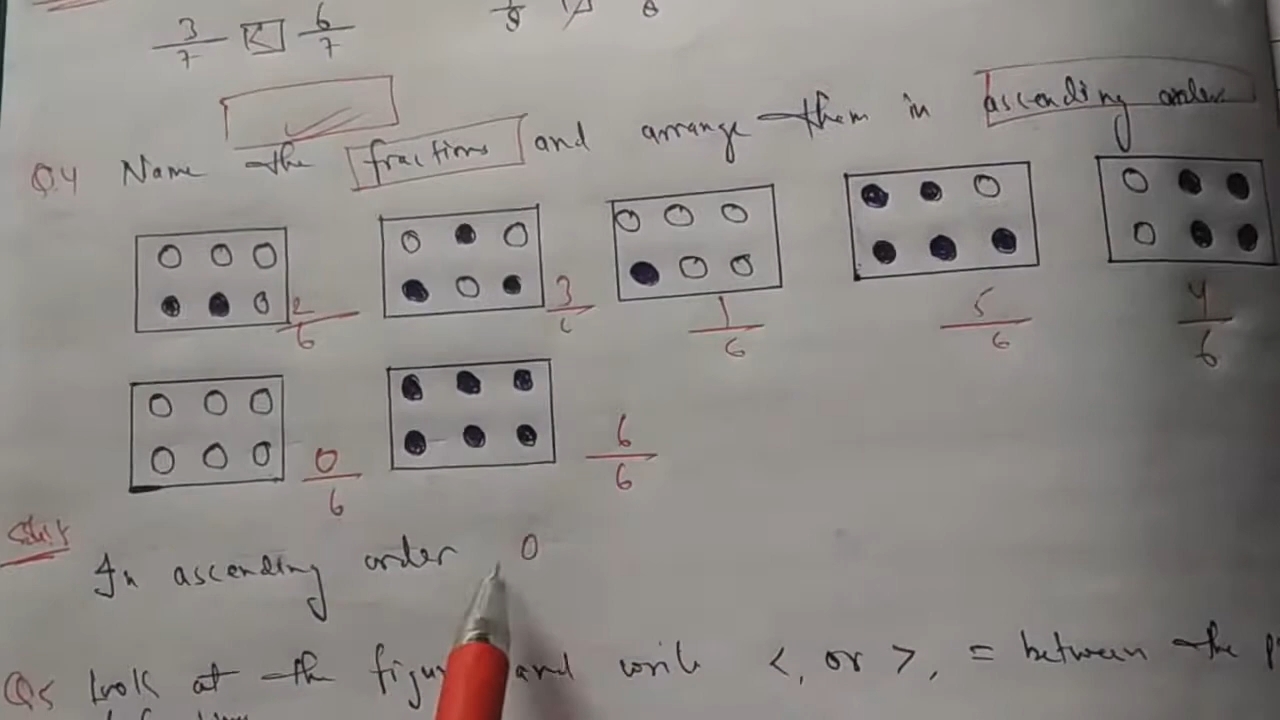 3/7 < 6/7
Q.4 Name the fractions and arrange them in ascending order
2/6 3/6 1/6 5/6 4/6
0/6 6/6
In ascending order 0
Q5 Look at the figur and write <, or >, = between the